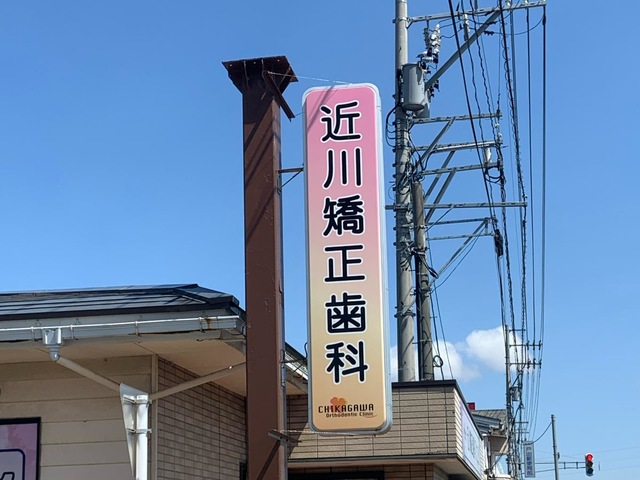 近川矯正歯科
CHIKAGAWA
Orthodontic Clinic